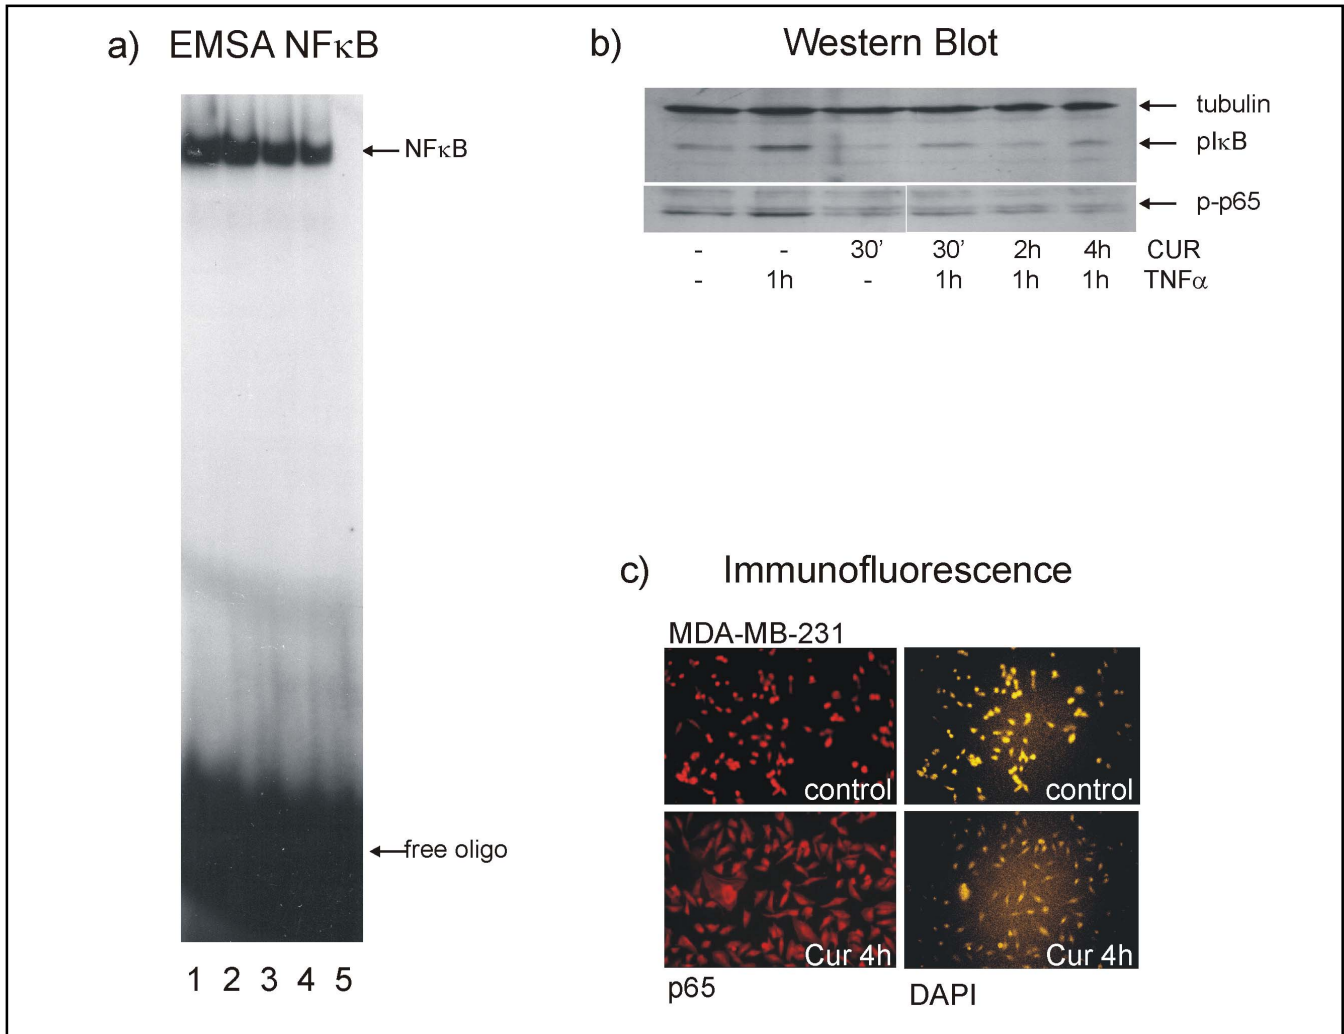 a) EMSA NFκB
NFκB
free oligo
1 2 3 4 5
b) Western Blot
tubulin
pIκB
p-p65
- - 30’ 30’ 2h 4h CUR
- 1h - 1h 1h 1h TNFα
c) Immunofluorescence
MDA-MB-231
control control
Cur 4h Cur 4h
p65 DAPI